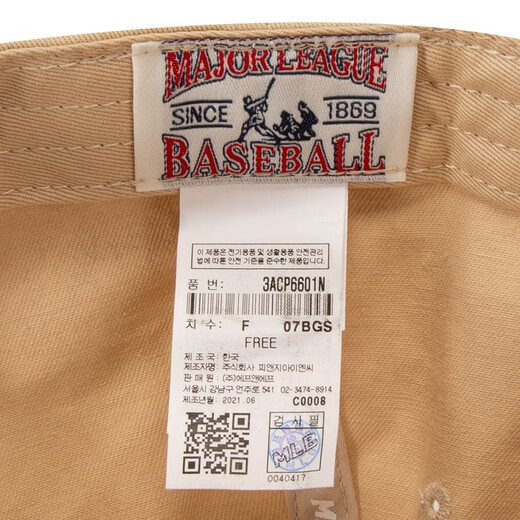 MAJOR LEAGUE
SINCE 1869
BASEBALL
이 제품은 전기용품 및 생활용품 안전관리
법에 따른 안전 기준을 준수한 제품입니다.
품 번: 3ACP6601N
치 수: F 07BGS
FREE
제 조 국: 한국
제조자명: 주식회사 피앤지아이엔씨
판 매 원: (주)에프앤에프
서울시 강남구 언주로 541 02-3474-8914
제조년월: 2021.06 C0008
검 사 필
MLB
0040417
M